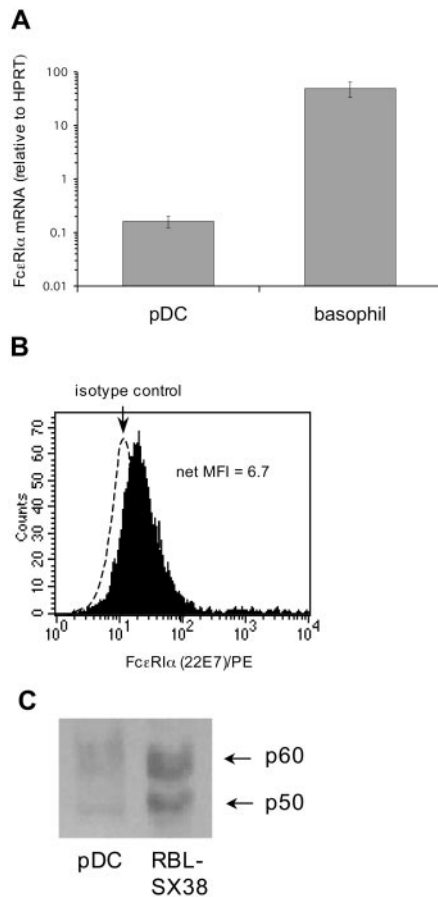 A
FcεRIα mRNA (relative to HPRT)
100
10
1
0.1
0.01
pDC basophil
B
isotype control
net MFI = 6.7
Counts
70
60
50
40
30
20
10
0
10⁰ 10¹ 10² 10³ 10⁴
FcεRIα (22E7)/PE
C
p60
p50
pDC RBL-
SX38